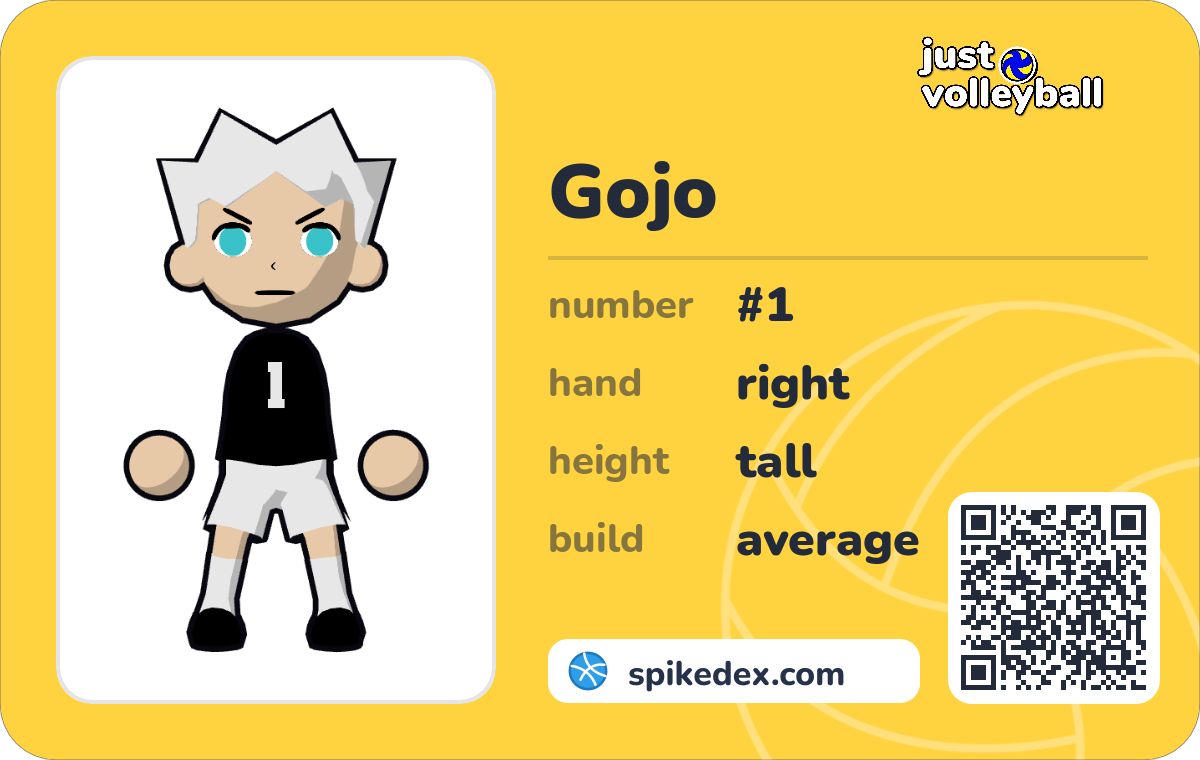 just
volleyball
Gojo
number #1
hand right
height tall
build average
1
spikedex.com